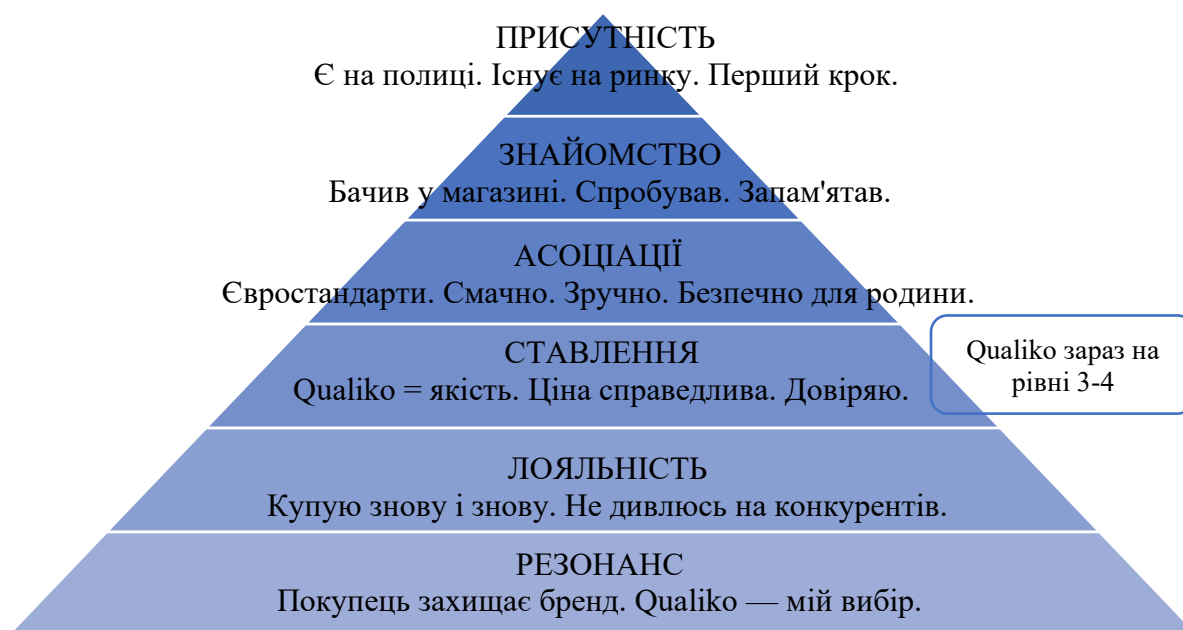 ПРИСУТНІСТЬ
Є на полиці. Існує на ринку. Перший крок.
ЗНАЙОМСТВО
Бачив у магазині. Спробував. Запам'ятав.
АСОЦІАЦІЇ
Євростандарти. Смачно. Зручно. Безпечно для родини.
СТАВЛЕННЯ
Qualiko = якість. Ціна справедлива. Довіряю.
Qualiko зараз на
рівні 3-4
ЛОЯЛЬНІСТЬ
Купую знову і знову. Не дивлюсь на конкурентів.
РЕЗОНАНС
Покупець захищає бренд. Qualiko — мій вибір.